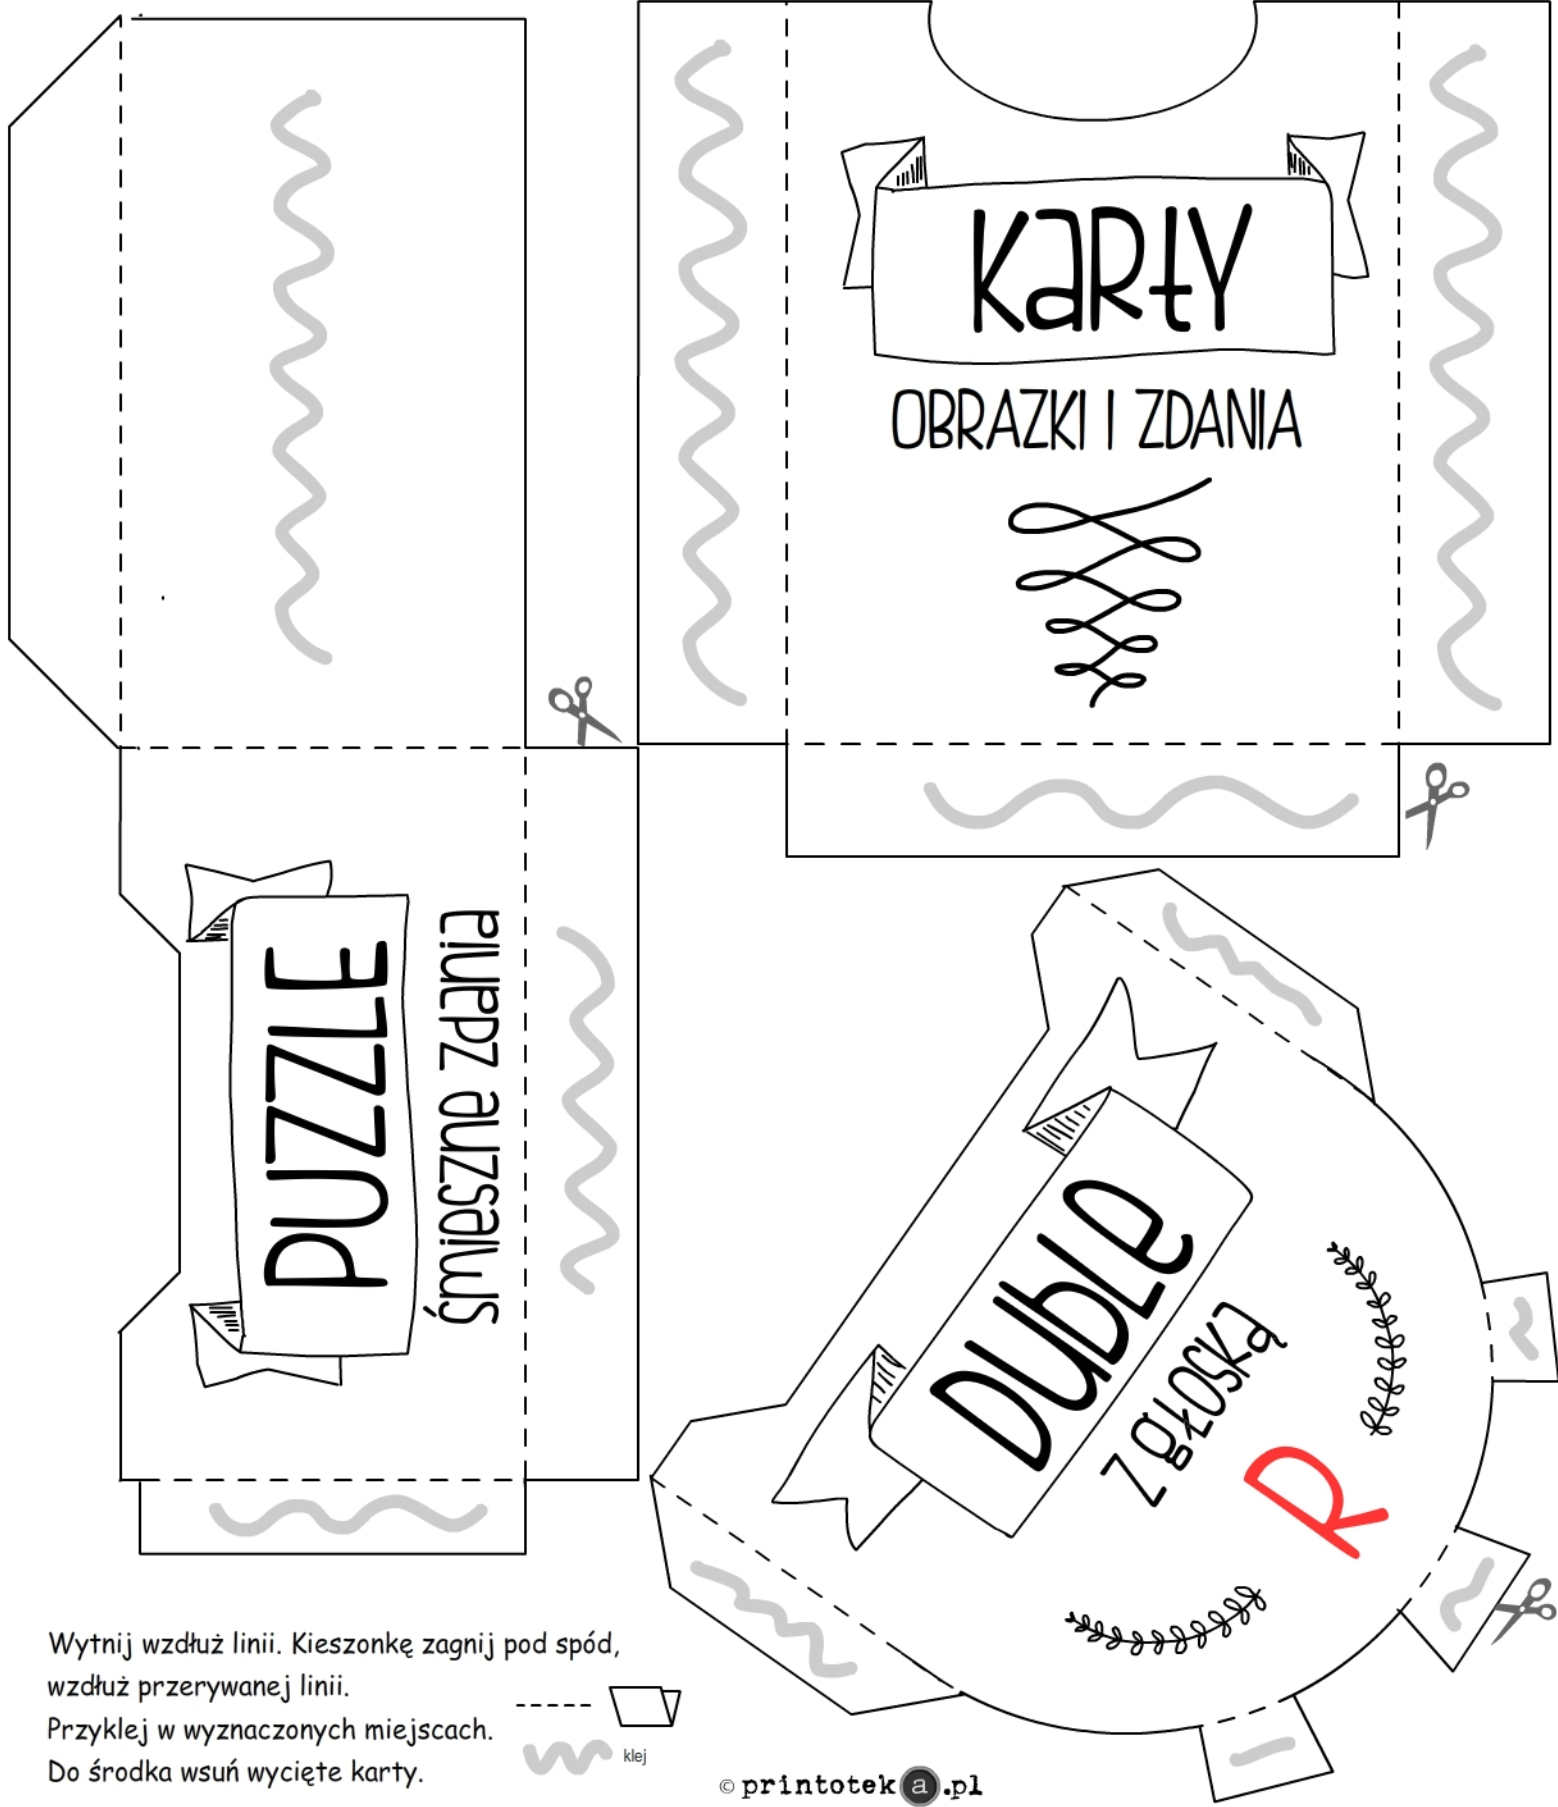 KARTY
OBRAZKI I ZDANIA
PUZZLE
śmieszne zdania
DUBLE
Z GŁOSKĄ
R
Wytnij wzdłuż linii. Kieszonkę zagnij pod spód,
wzdłuż przerywanej linii.
Przyklej w wyznaczonych miejscach.
Do środka wsuń wycięte karty.
klej
© printoteka.pl